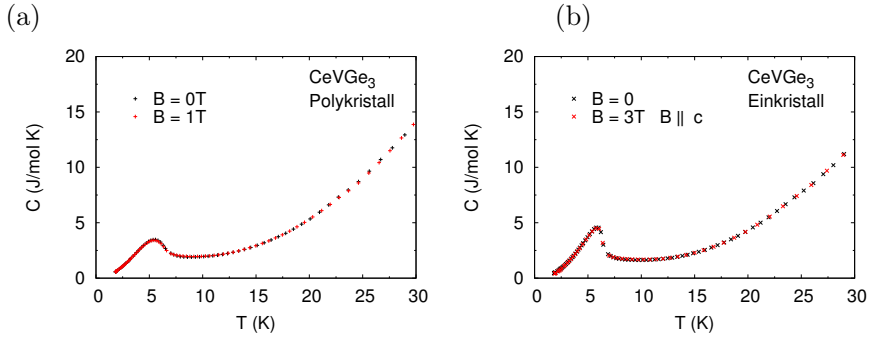 (a)
CeVGe₃
Polykristall
B = 0T
B = 1T
C (J/mol K)
20
15
10
5
0
0 5 10 15 20 25 30
T (K)
(b)
CeVGe₃
Einkristall
B = 0
B = 3T B ∥ c
C (J/mol K)
20
15
10
5
0
0 5 10 15 20 25 30
T (K)